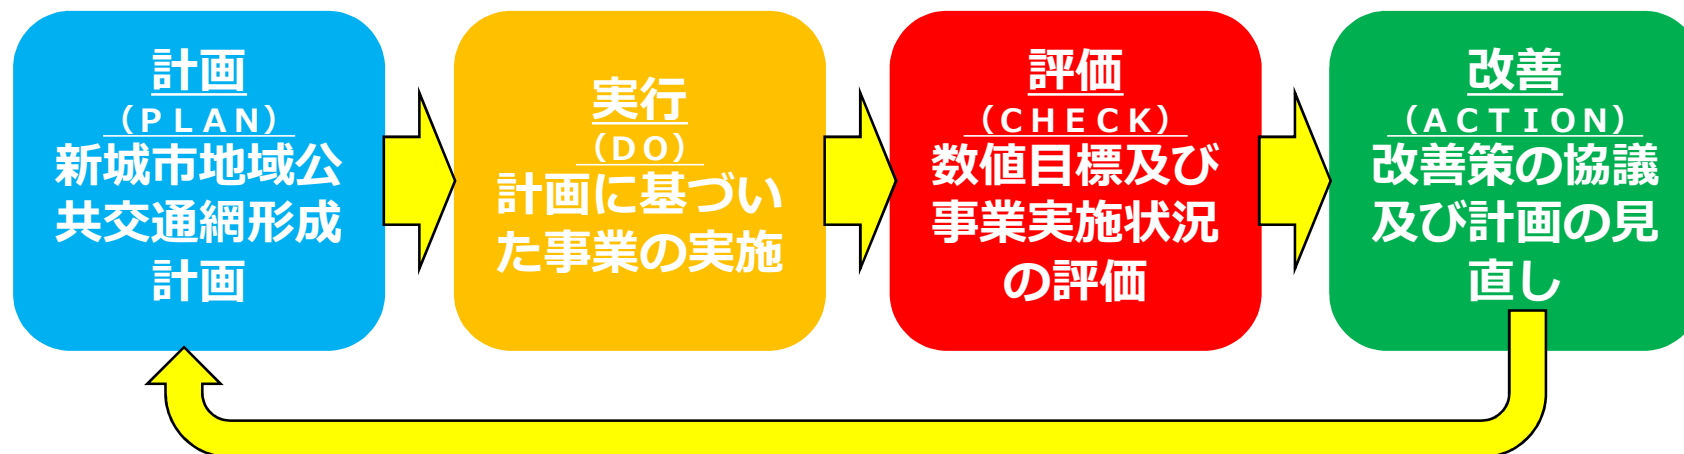 計画
（ＰＬＡＮ）
新城市地域公
共交通網形成
計画
実行
（ＤＯ）
計画に基づい
た事業の実施
評価
（ＣＨＥＣＫ）
数値目標及び
事業実施状況
の評価
改善
（ＡＣＴＩＯＮ）
改善策の協議
及び計画の見
直し